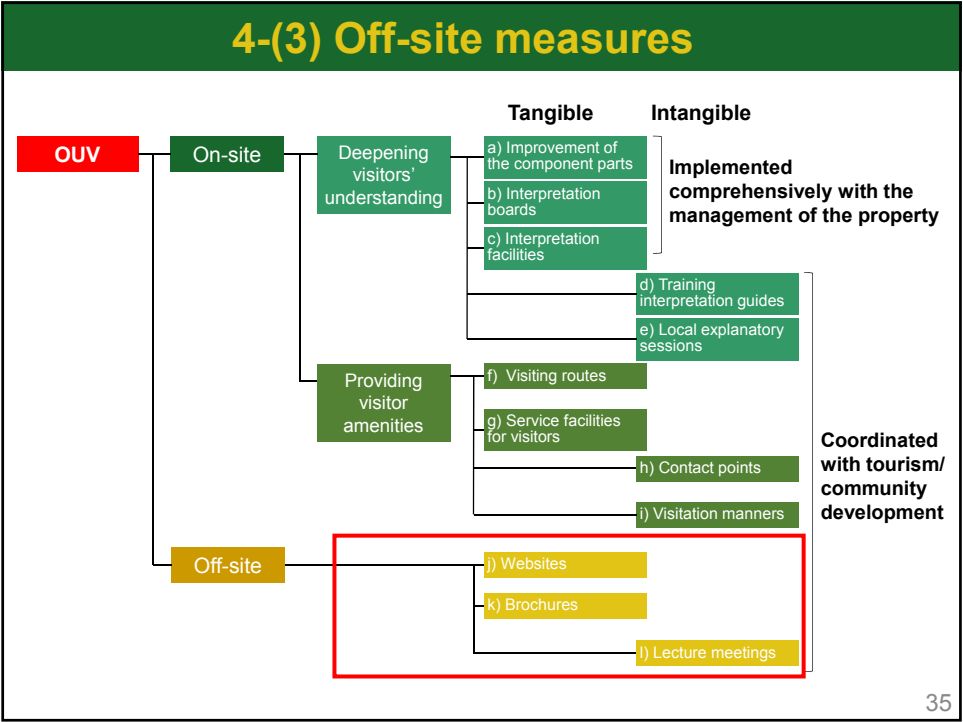 4-(3) Off-site measures
Tangible
Intangible
OUV
On-site
Deepening
visitors'
understanding
a) Improvement of
the component parts
b) Interpretation
boards
c) Interpretation
facilities
Implemented
comprehensively with the
management of the property
d) Training
interpretation guides
e) Local explanatory
sessions
Providing
visitor
amenities
f) Visiting routes
g) Service facilities
for visitors
h) Contact points
i) Visitation manners
Coordinated
with tourism/
community
development
Off-site
j) Websites
k) Brochures
l) Lecture meetings
35